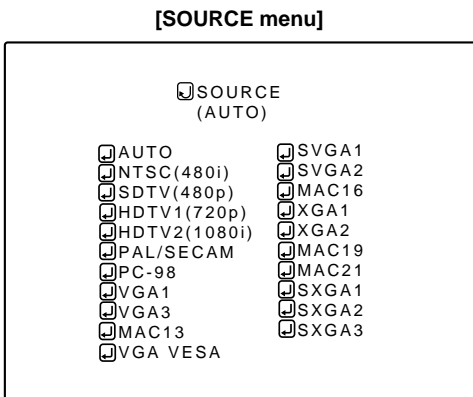 [SOURCE menu]
SOURCE
(AUTO)
AUTO
NTSC(480i)
SDTV(480p)
HDTV1(720p)
HDTV2(1080i)
PAL/SECAM
PC-98
VGA1
VGA3
MAC13
VGA VESA
SVGA1
SVGA2
MAC16
XGA1
XGA2
MAC19
MAC21
SXGA1
SXGA2
SXGA3